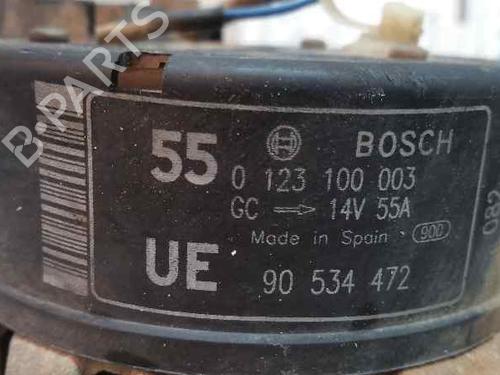 B-PARTS
55 BOSCH
0 123 100 003
GC → 14V 55A
Made in Spain 900
UE 90 534 472